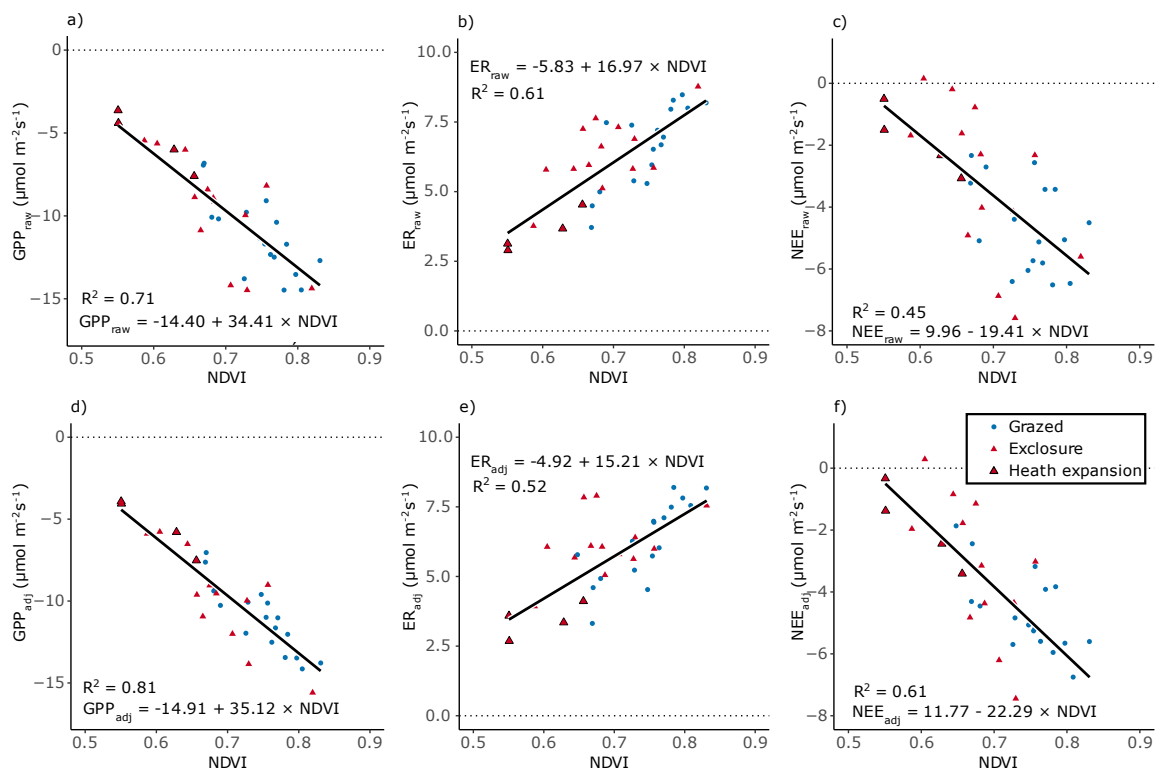 a)
0
−5
−10
−15
GPPraw (μmol m⁻²s⁻¹)
R² = 0.71
GPPraw = -14.40 + 34.41 × NDVI
0.5 0.6 0.7 0.8 0.9
NDVI
b)
10.0
7.5
5.0
2.5
0.0
ERraw (μmol m⁻²s⁻¹)
ERraw = -5.83 + 16.97 × NDVI
R² = 0.61
0.5 0.6 0.7 0.8 0.9
NDVI
c)
0
−2
−4
−6
−8
NEEraw (μmol m⁻²s⁻¹)
R² = 0.45
NEEraw = 9.96 - 19.41 × NDVI
0.5 0.6 0.7 0.8 0.9
NDVI
d)
0
−5
−10
−15
GPPadj (μmol m⁻²s⁻¹)
R² = 0.81
GPPadj = -14.91 + 35.12 × NDVI
0.5 0.6 0.7 0.8 0.9
NDVI
e)
10.0
7.5
5.0
2.5
0.0
ERadj (μmol m⁻²s⁻¹)
ERadj = -4.92 + 15.21 × NDVI
R² = 0.52
0.5 0.6 0.7 0.8 0.9
NDVI
f)
Grazed
Exclosure
Heath expansion
0
−2
−4
−6
−8
NEEadj (μmol m⁻²s⁻¹)
R² = 0.61
NEEadj = 11.77 - 22.29 × NDVI
0.5 0.6 0.7 0.8 0.9
NDVI